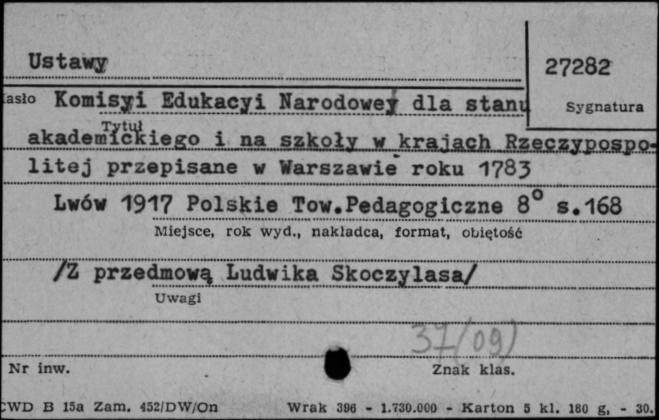 Ustawy
27282
Hasło Komisyi Edukacyi Narodowej dla stanu
Sygnatura
Tytuł
akademickiego i na szkoły w krajach Rzeczypospo-
litej przepisane w Warszawie roku 1783
Lwów 1917 Polskie Tow.Pedagogiczne 8° s.168
Miejsce, rok wyd., nakładca, format, objętość
/Z przedmową Ludwika Skoczylasa/
Uwagi
37(09)
Nr inw.
Znak klas.
CWD B 15a Zam. 452/DW/On Wrak 396 - 1.730.000 - Karton 5 kl. 180 g, - 30.